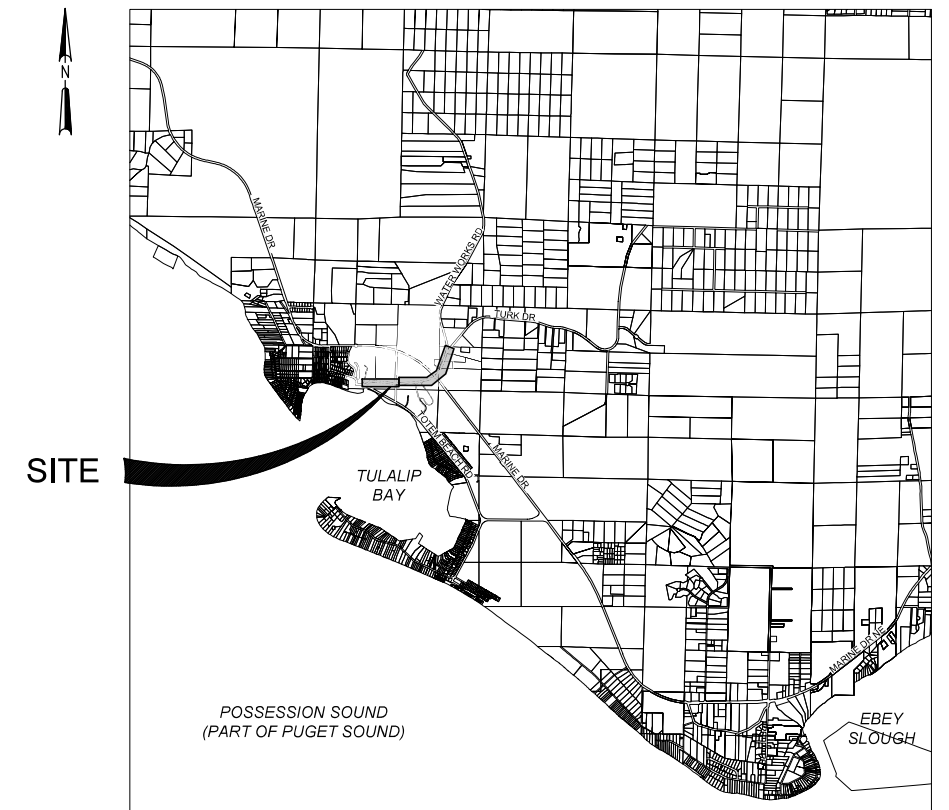 N
MARINE DR
WATER WORKS RD
TURK DR
TOTEM BEACH RD
MARINE DR
SITE
TULALIP
BAY
MARINE DR NE
POSSESSION SOUND
(PART OF PUGET SOUND)
EBEY
SLOUGH